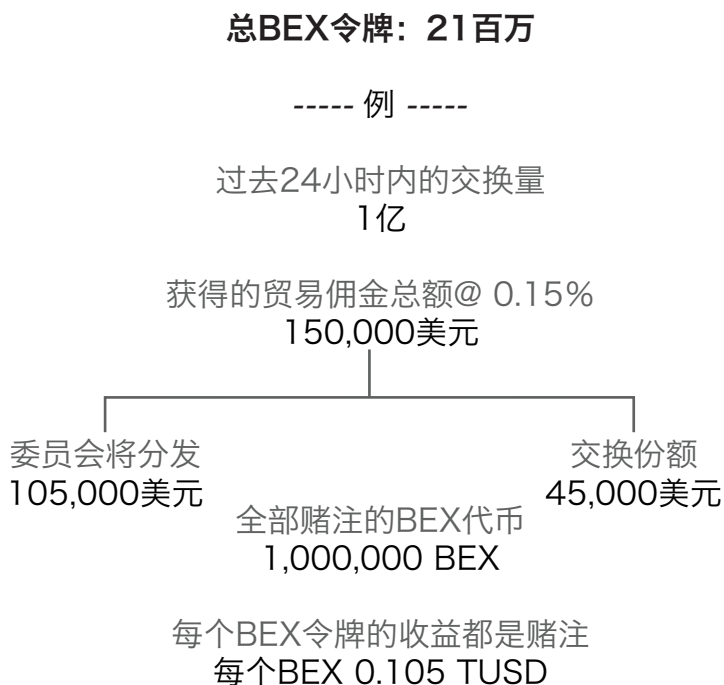 总BEX令牌：21百万
----- 例 -----
过去24小时内的交换量
1亿
获得的贸易佣金总额@ 0.15%
150,000美元
委员会将分发
105,000美元
交换份额
45,000美元
全部赌注的BEX代币
1,000,000 BEX
每个BEX令牌的收益都是赌注
每个BEX 0.105 TUSD